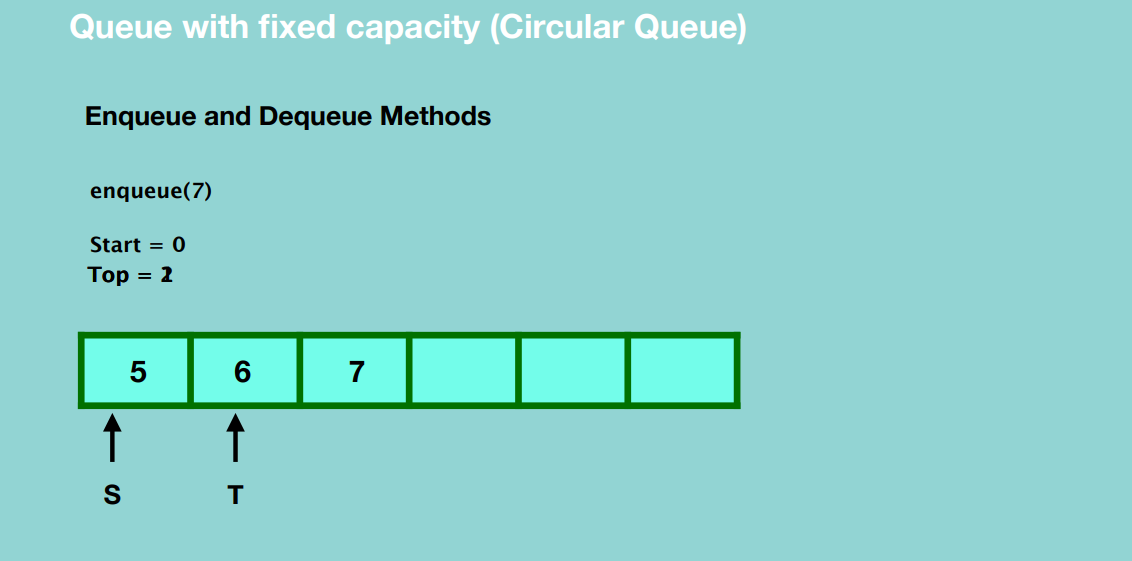 Queue with fixed capacity (Circular Queue)
Enqueue and Dequeue Methods
enqueue(7)
Start = 0
Top =
5 6 7
S T